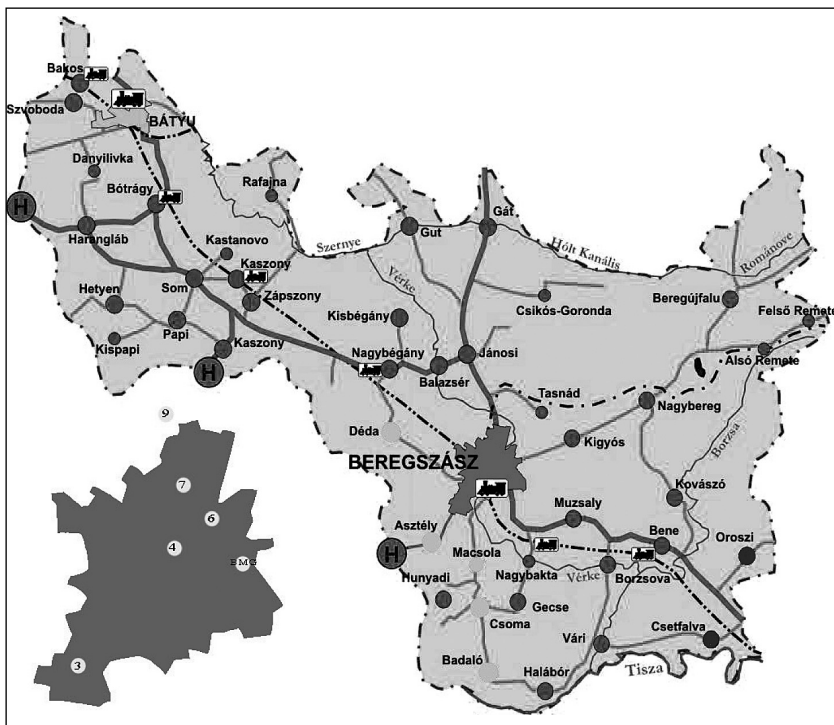 Bakos
Szvoboda
BÁTYU
Danyilivka
Bótrágy
Rafajna
H
Harangláb
Kastanovo
Szernye
Gut
Gát
Hólt Kanális
Románove
Kaszony
Vérke
Hetyen
Som
Zápszony
Kisbégány
Csikós-Goronda
Beregújfalu
Felső Remete
Kispapi
Papi
Kaszony
H
Nagybégány
Jánosi
Balazsér
Alsó Remete
Tasnád
Nagybereg
9
Déda
Kigyós
Borzsa
BEREGSZÁSZ
7
6
Kovászó
4
Muzsaly
Asztély
Bene
Oroszi
BMG
H
Macsola
Hunyadi
Nagybakta
Vérke
Borzsova
Gecse
Csoma
Csetfalva
3
Vári
Badaló
Tisza
Halábór